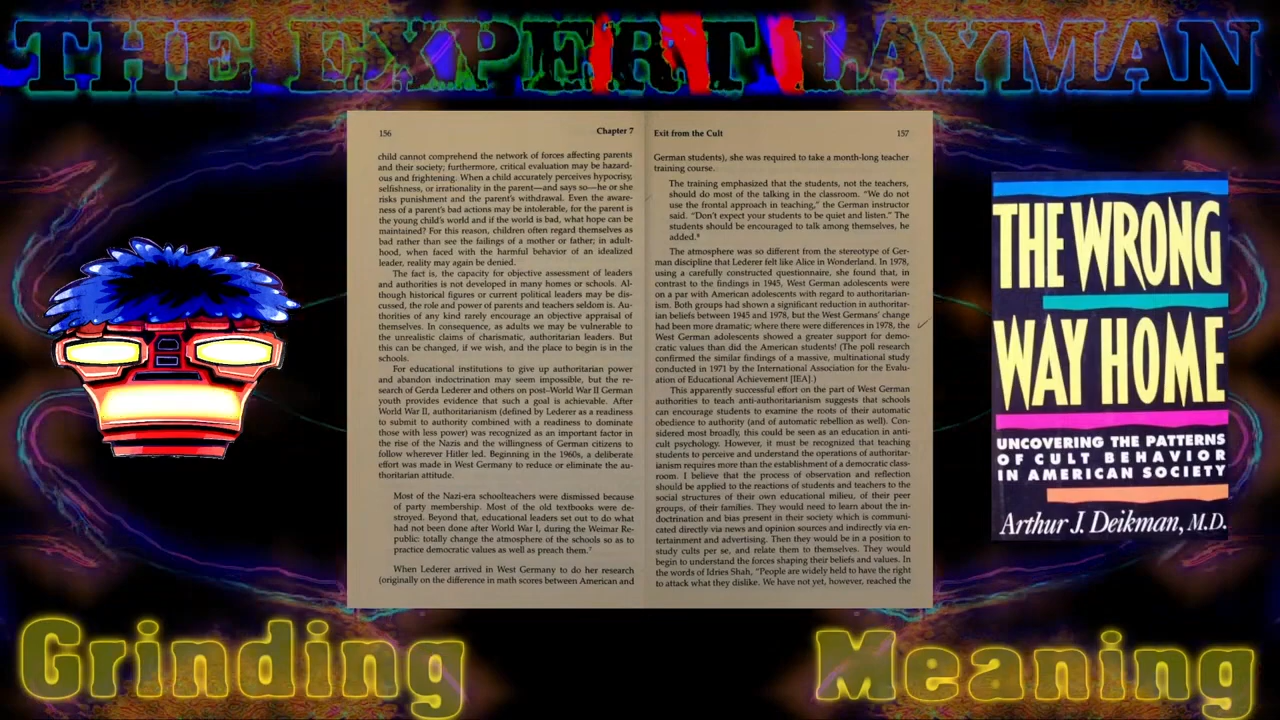 THE EXPERT LAYMAN
156
Chapter 7
child cannot comprehend the network of forces affecting parents
and their society; furthermore, critical evaluation may be hazard-
ous and frightening. When a child accurately perceives hypocrisy,
selfishness, or irrationality in the parent—and says so—he or she
risks punishment and the parent's withdrawal. Even the aware-
ness of a parent's bad actions may be intolerable, for the parent is
the young child's world and if the world is bad, what hope can be
maintained? For this reason, children often regard themselves as
bad rather than see the failings of a mother or father; in adult-
hood, when faced with the harmful behavior of an idealized
leader, reality may again be denied.
The fact is, the capacity for objective assessment of leaders
and authorities is not developed in many homes or schools. Al-
though historical figures or current political leaders may be dis-
cussed, the role and power of parents and teachers seldom is. Au-
thorities of any kind rarely encourage an objective appraisal of
themselves. In consequence, as adults we may be vulnerable to
the unrealistic claims of charismatic, authoritarian leaders. But
this can be changed, if we wish, and the place to begin is in the
schools.
For educational institutions to give up authoritarian power
and abandon indoctrination may seem impossible, but the re-
search of Gerda Lederer and others on post–World War II German
youth provides evidence that such a goal is achievable. After
World War II, authoritarianism (defined by Lederer as a readiness
to submit to authority combined with a readiness to dominate
those with less power) was recognized as an important factor in
the rise of the Nazis and the willingness of German citizens to
follow wherever Hitler led. Beginning in the 1960s, a deliberate
effort was made in West Germany to reduce or eliminate the au-
thoritarian attitude.
Most of the Nazi-era schoolteachers were dismissed because
of party membership. Most of the old textbooks were de-
stroyed. Beyond that, educational leaders set out to do what
had not been done after World War I, during the Weimar Re-
public: totally change the atmosphere of the schools so as to
practice democratic values as well as preach them.⁷
When Lederer arrived in West Germany to do her research
(originally on the difference in math scores between American and
Exit from the Cult
157
German students), she was required to take a month-long teacher
training course.
The training emphasized that the students, not the teachers,
should do most of the talking in the classroom. "We do not
use the frontal approach in teaching," the German instructor
said. "Don't expect your students to be quiet and listen." The
students should be encouraged to talk among themselves, he
added.⁸
The atmosphere was so different from the stereotype of Ger-
man discipline that Lederer felt like Alice in Wonderland. In 1978,
using a carefully constructed questionnaire, she found that, in
contrast to the findings in 1945, West German adolescents were
on a par with American adolescents with regard to authoritarian-
ism. Both groups had shown a significant reduction in authoritar-
ian beliefs between 1945 and 1978, but the West Germans' change
had been more dramatic; where there were differences in 1978, the
West German adolescents showed a greater support for demo-
cratic values than did the American students! (The poll research
confirmed the similar findings of a massive, multinational study
conducted in 1971 by the International Association for the Evalu-
ation of Educational Achievement [IEA].)
This apparently successful effort on the part of West German
authorities to teach anti-authoritarianism suggests that schools
can encourage students to examine the roots of their automatic
obedience to authority (and of automatic rebellion as well). Con-
sidered most broadly, this could be seen as an education in anti-
cult psychology. However, it must be recognized that teaching
students to perceive and understand the operations of authoritar-
ianism requires more than the establishment of a democratic class-
room. I believe that the process of observation and reflection
should be applied to the reactions of students and teachers to the
social structures of their own educational milieu, of their peer
groups, of their families. They would need to learn about the in-
doctrination and bias present in their society which is communi-
cated directly via news and opinion sources and indirectly via en-
tertainment and advertising. Then they would be in a position to
study cults per se, and relate them to themselves. They would
begin to understand the forces shaping their beliefs and values. In
the words of Idries Shah, "People are widely held to have the right
to attack what they dislike. We have not yet, however, reached the
THE WRONG
WAY HOME
UNCOVERING THE PATTERNS
OF CULT BEHAVIOR
IN AMERICAN SOCIETY
Arthur J. Deikman, M.D.
Grinding
Meaning